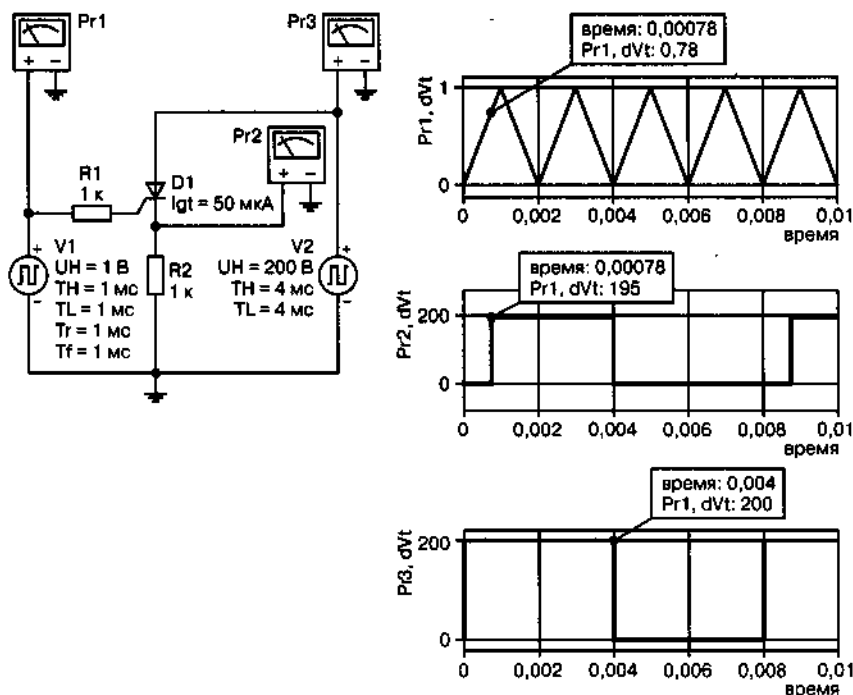 Pr1
Pr3
Pr2
R1
1 к
D1
Igt = 50 мкА
V1
UH = 1 В
TH = 1 мс
TL = 1 мс
Tr = 1 мс
Tf = 1 мс
R2
1 к
V2
UH = 200 В
TH = 4 мс
TL = 4 мс
время: 0,00078
Pr1, dVt: 0,78
Pr1, dVt
1
0
0 0,002 0,004 0,006 0,008 0,01
время
время: 0,00078
Pr1, dVt: 195
Pr2, dVt
200
0
0 0,002 0,004 0,006 0,008 0,01
время
время: 0,004
Pr1, dVt: 200
Pr3, dVt
200
0
0 0,002 0,004 0,006 0,008 0,01
время